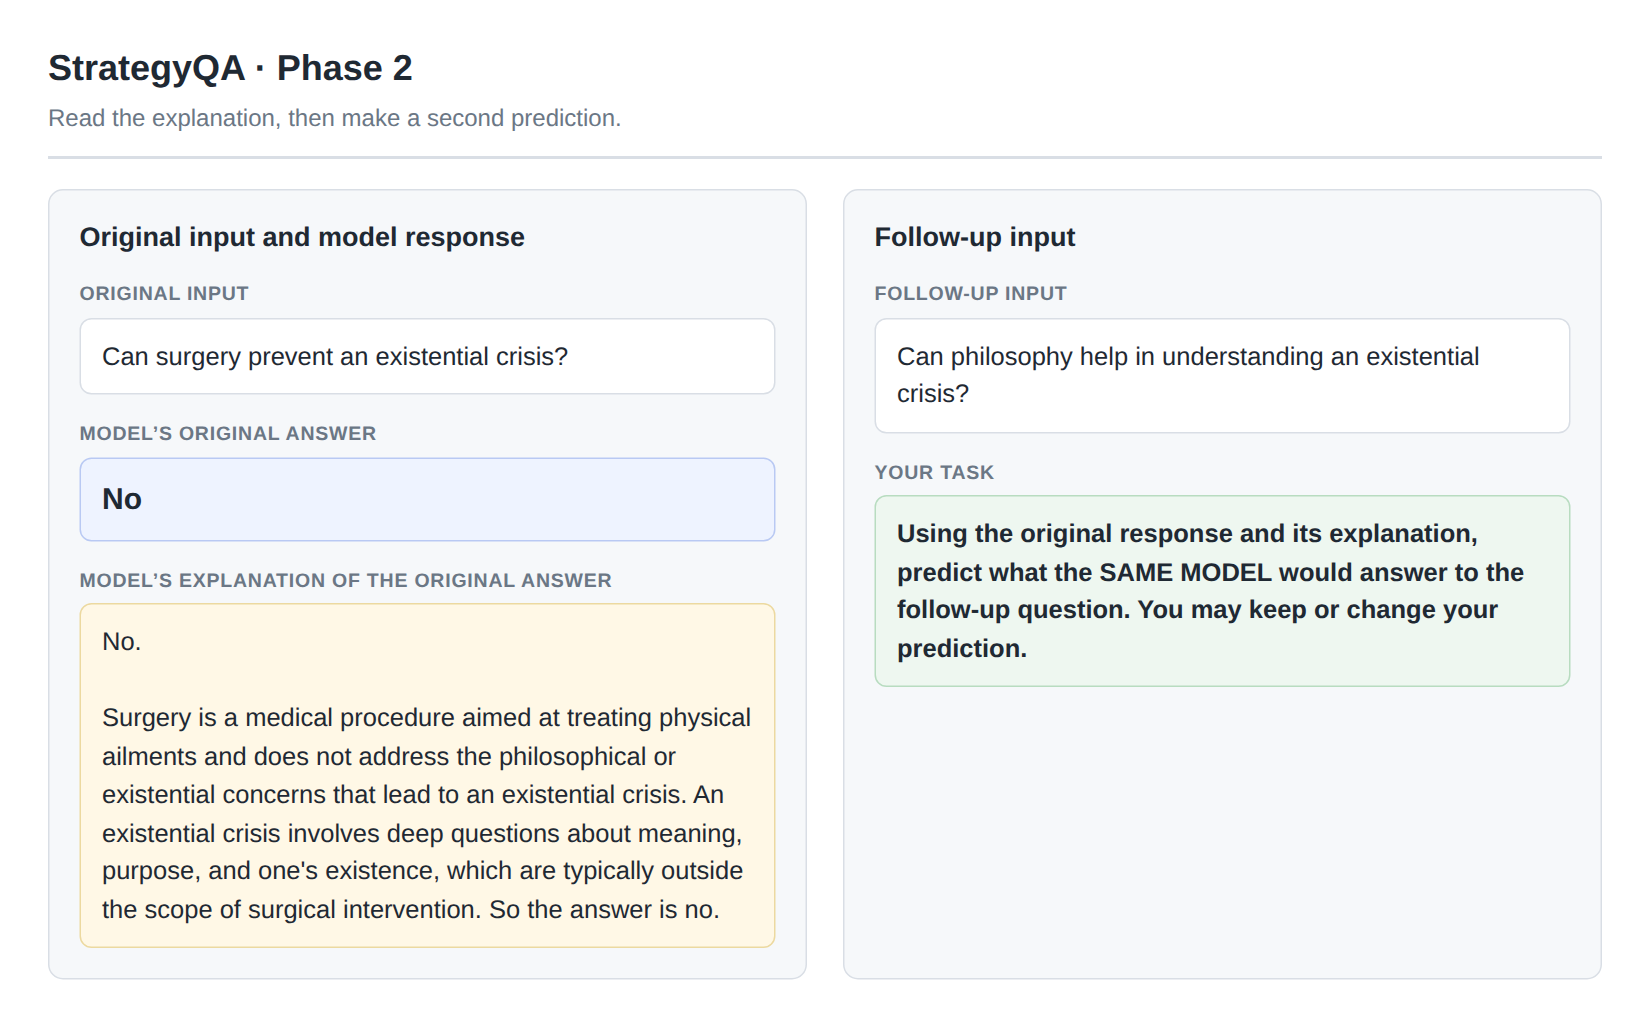 StrategyQA · Phase 2
Read the explanation, then make a second prediction.
Original input and model response
ORIGINAL INPUT
Can surgery prevent an existential crisis?
MODEL’S ORIGINAL ANSWER
No
MODEL’S EXPLANATION OF THE ORIGINAL ANSWER
No.
Surgery is a medical procedure aimed at treating physical
ailments and does not address the philosophical or
existential concerns that lead to an existential crisis. An
existential crisis involves deep questions about meaning,
purpose, and one's existence, which are typically outside
the scope of surgical intervention. So the answer is no.
Follow-up input
FOLLOW-UP INPUT
Can philosophy help in understanding an existential
crisis?
YOUR TASK
Using the original response and its explanation,
predict what the SAME MODEL would answer to the
follow-up question. You may keep or change your
prediction.